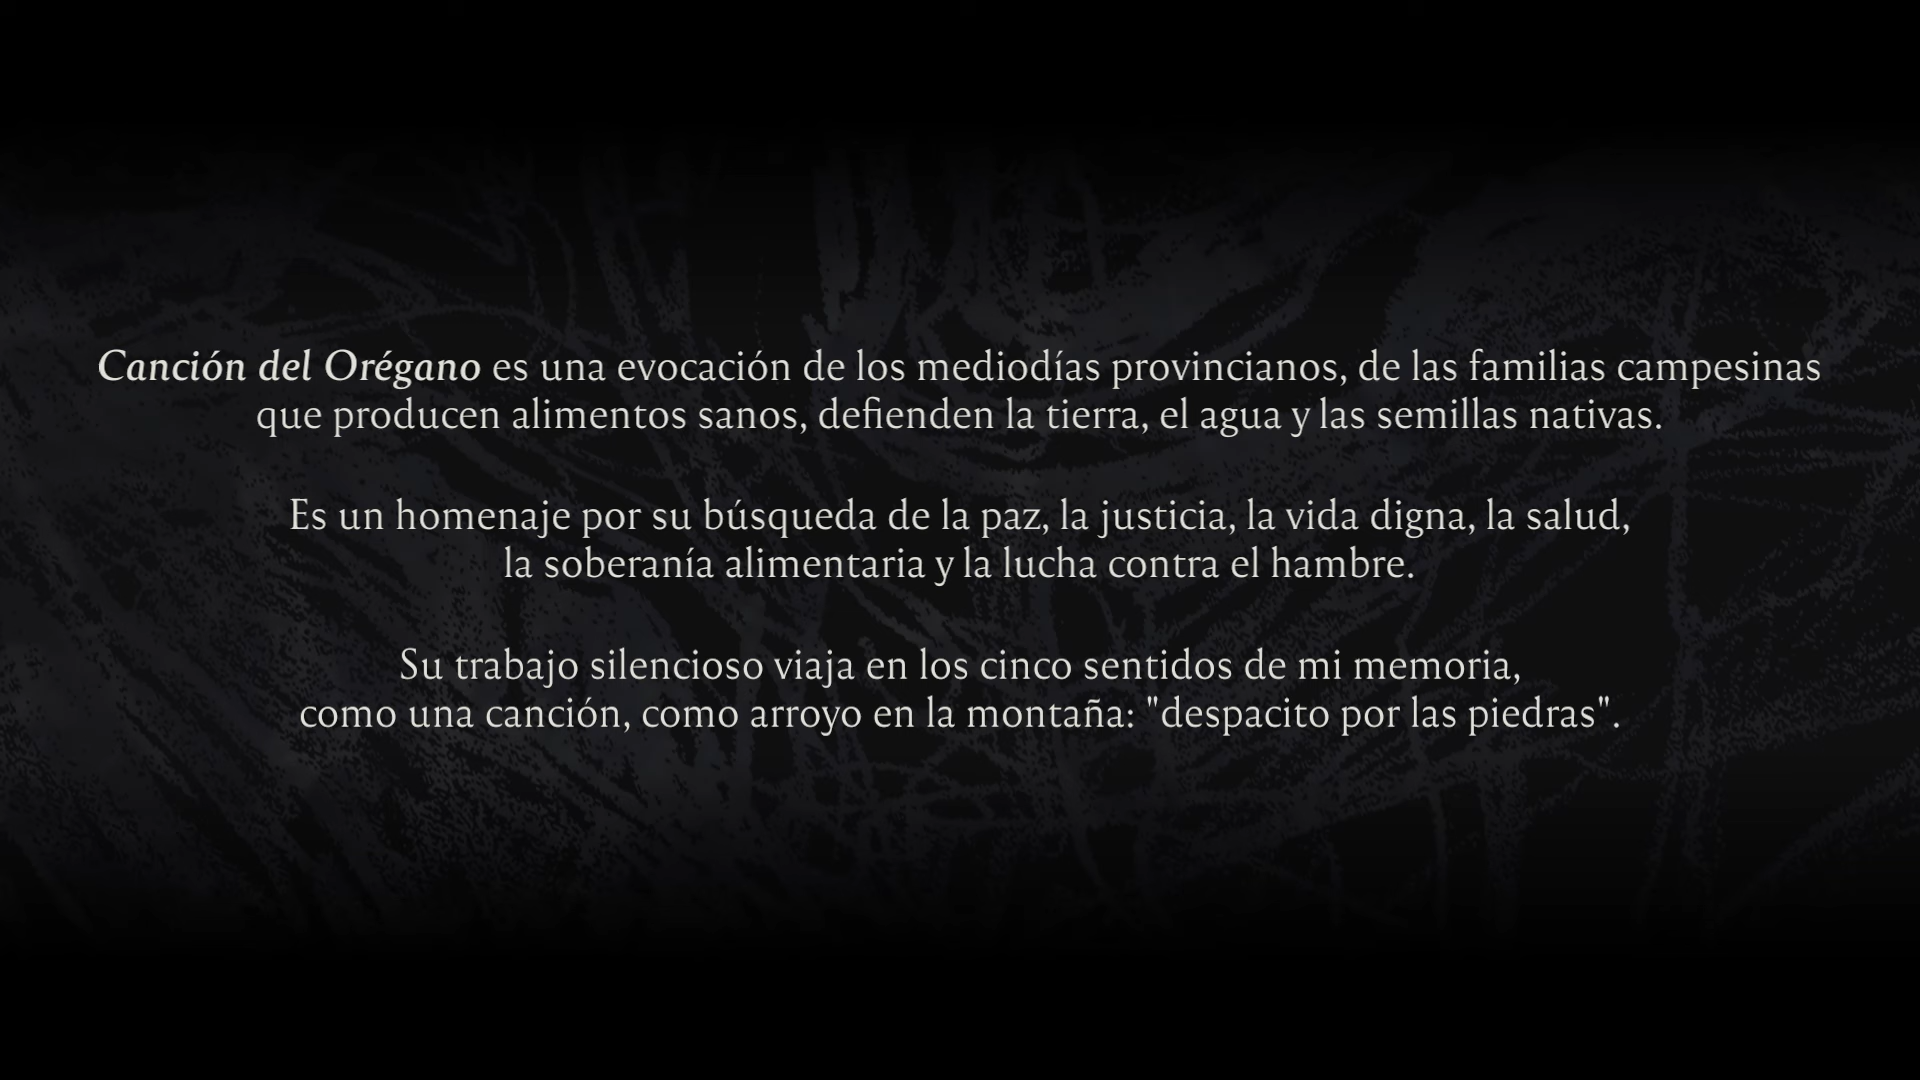 Canción del Orégano es una evocación de los mediodías provincianos, de las familias campesinas
que producen alimentos sanos, defienden la tierra, el agua y las semillas nativas.
Es un homenaje por su búsqueda de la paz, la justicia, la vida digna, la salud,
la soberanía alimentaria y la lucha contra el hambre.
Su trabajo silencioso viaja en los cinco sentidos de mi memoria,
como una canción, como arroyo en la montaña: "despacito por las piedras".